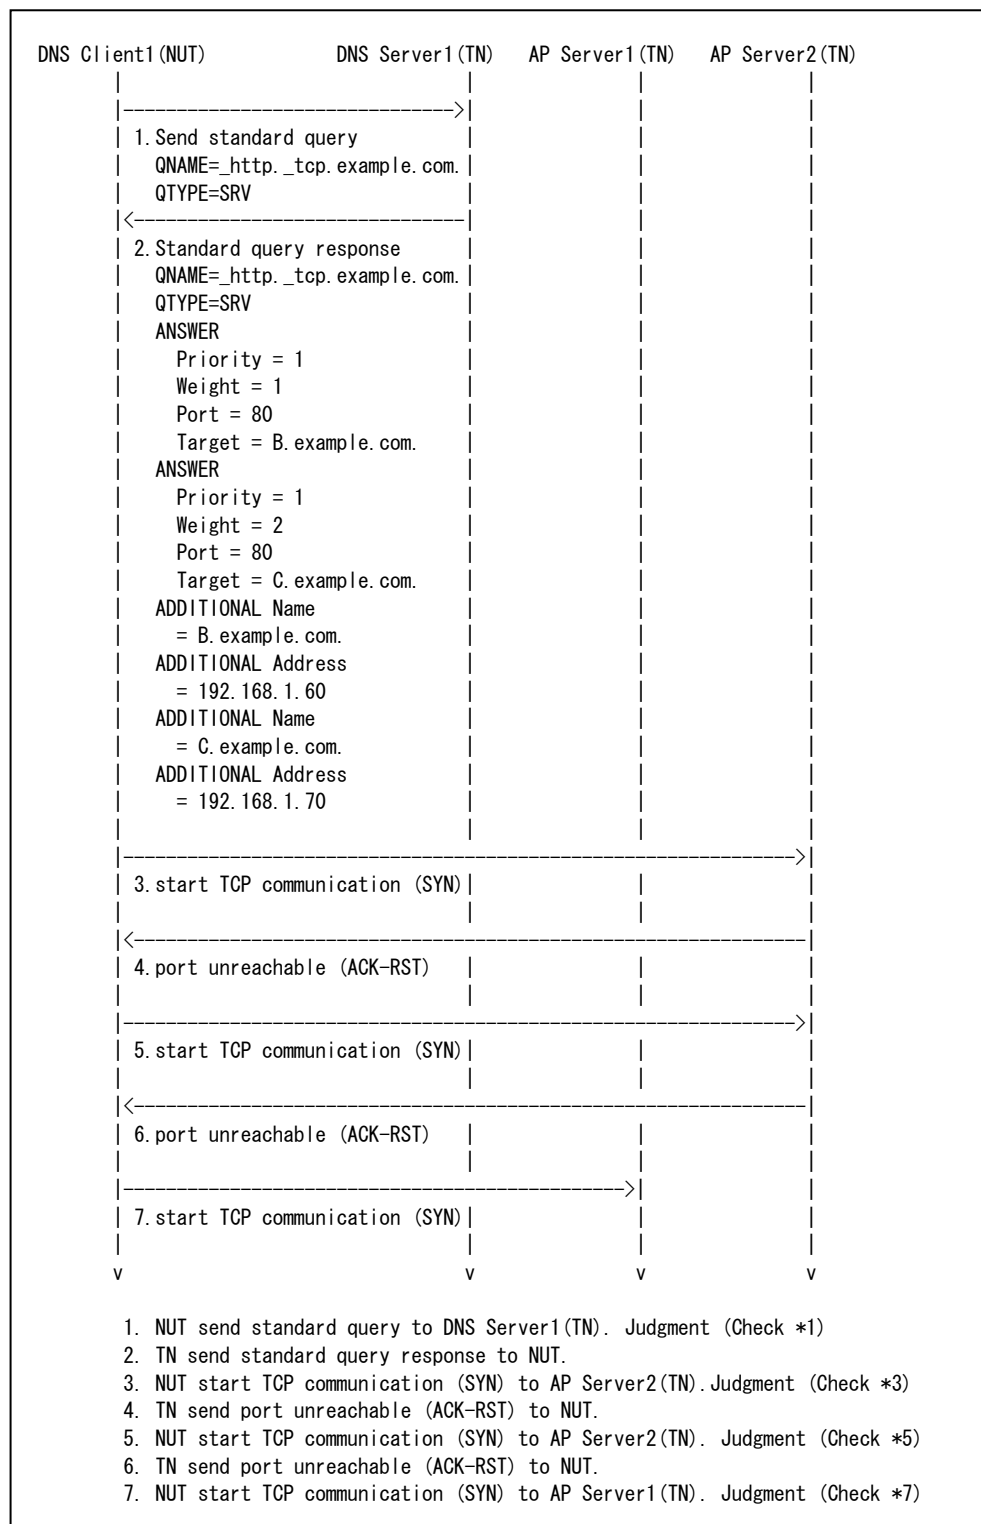 DNS Client1(NUT) DNS Server1(TN) AP Server1(TN) AP Server2(TN)
1.Send standard query
QNAME=_http._tcp.example.com.
QTYPE=SRV
2.Standard query response
QNAME=_http._tcp.example.com.
QTYPE=SRV
ANSWER
Priority = 1
Weight = 1
Port = 80
Target = B.example.com.
ANSWER
Priority = 1
Weight = 2
Port = 80
Target = C.example.com.
ADDITIONAL Name
= B.example.com.
ADDITIONAL Address
= 192.168.1.60
ADDITIONAL Name
= C.example.com.
ADDITIONAL Address
= 192.168.1.70
3.start TCP communication (SYN)
4.port unreachable (ACK-RST)
5.start TCP communication (SYN)
6.port unreachable (ACK-RST)
7.start TCP communication (SYN)
v v v v
1. NUT send standard query to DNS Server1(TN). Judgment (Check *1)
2. TN send standard query response to NUT.
3. NUT start TCP communication (SYN) to AP Server2(TN).Judgment (Check *3)
4. TN send port unreachable (ACK-RST) to NUT.
5. NUT start TCP communication (SYN) to AP Server2(TN). Judgment (Check *5)
6. TN send port unreachable (ACK-RST) to NUT.
7. NUT start TCP communication (SYN) to AP Server1(TN). Judgment (Check *7)